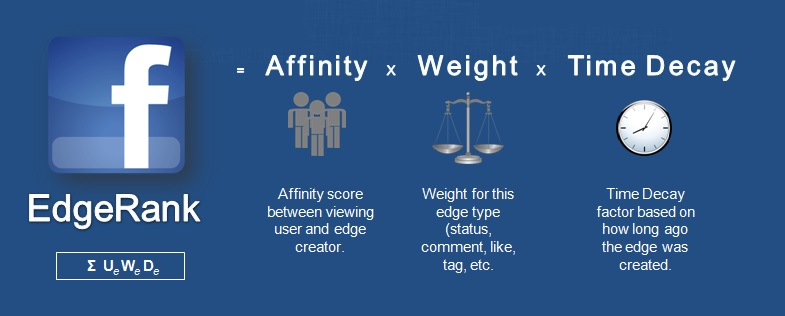 f
= Affinity x Weight x Time Decay
EdgeRank
Σ UeWeDe
Affinity score
between viewing
user and edge
creator.
Weight for this
edge type
(status,
comment, like,
tag, etc.
Time Decay
factor based on
how long ago
the edge was
created.